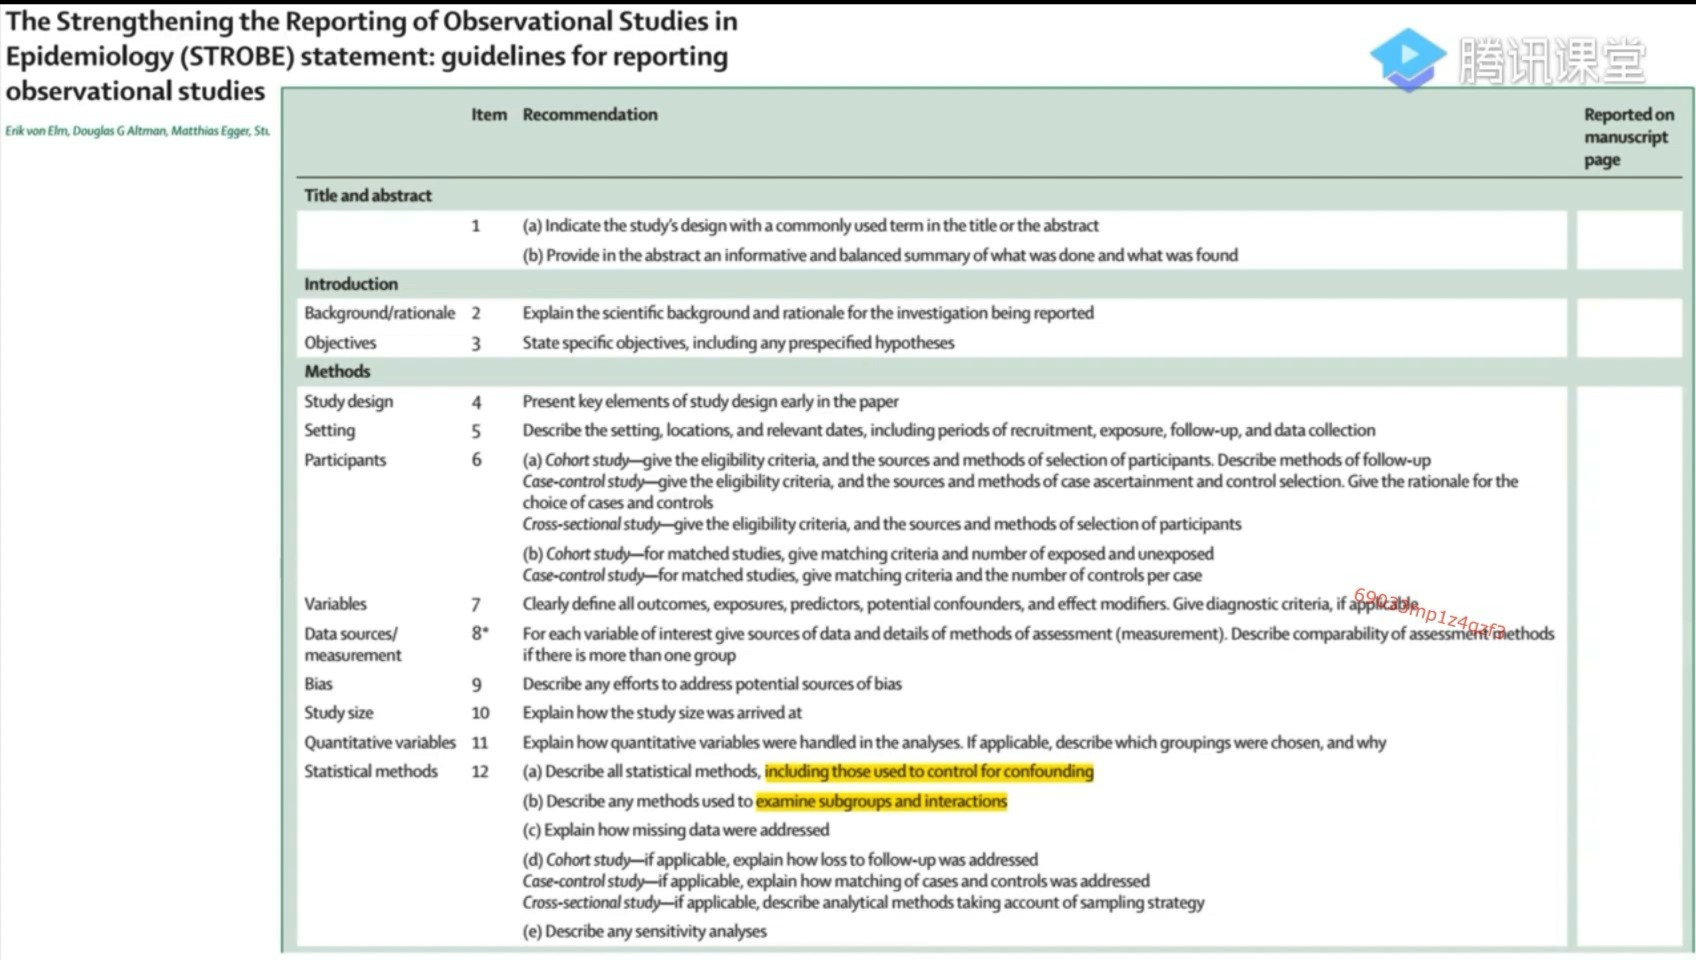 The Strengthening the Reporting of Observational Studies in
Epidemiology (STROBE) statement: guidelines for reporting
observational studies
Erik von Elm, Douglas G Altman, Matthias Egger, Stu
腾讯课堂
Item Recommendation Reported on
manuscript
page
Title and abstract
1 (a) Indicate the study's design with a commonly used term in the title or the abstract
(b) Provide in the abstract an informative and balanced summary of what was done and what was found
Introduction
Background/rationale 2 Explain the scientific background and rationale for the investigation being reported
Objectives 3 State specific objectives, including any prespecified hypotheses
Methods
Study design 4 Present key elements of study design early in the paper
Setting 5 Describe the setting, locations, and relevant dates, including periods of recruitment, exposure, follow-up, and data collection
Participants 6 (a) Cohort study—give the eligibility criteria, and the sources and methods of selection of participants. Describe methods of follow-up
Case-control study—give the eligibility criteria, and the sources and methods of case ascertainment and control selection. Give the rationale for the
choice of cases and controls
Cross-sectional study—give the eligibility criteria, and the sources and methods of selection of participants
(b) Cohort study—for matched studies, give matching criteria and number of exposed and unexposed
Case-control study—for matched studies, give matching criteria and the number of controls per case
Variables 7 Clearly define all outcomes, exposures, predictors, potential confounders, and effect modifiers. Give diagnostic criteria, if applicable
Data sources/ 8* For each variable of interest give sources of data and details of methods of assessment (measurement). Describe comparability of assessment methods
measurement if there is more than one group
Bias 9 Describe any efforts to address potential sources of bias
Study size 10 Explain how the study size was arrived at
Quantitative variables 11 Explain how quantitative variables were handled in the analyses. If applicable, describe which groupings were chosen, and why
Statistical methods 12 (a) Describe all statistical methods, including those used to control for confounding
(b) Describe any methods used to examine subgroups and interactions
(c) Explain how missing data were addressed
(d) Cohort study—if applicable, explain how loss to follow-up was addressed
Case-control study—if applicable, explain how matching of cases and controls was addressed
Cross-sectional study—if applicable, describe analytical methods taking account of sampling strategy
(e) Describe any sensitivity analyses